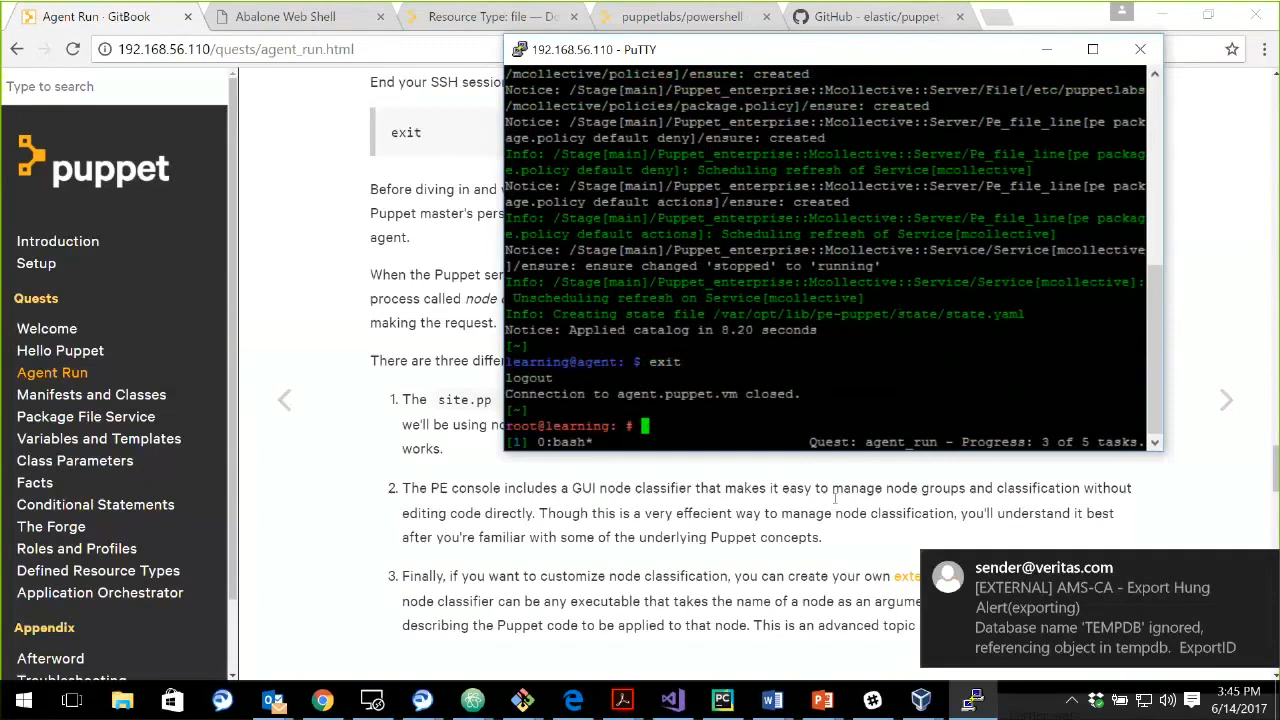 Agent Run - GitBook
Abalone Web Shell
Resource Type: file — Do
puppetlabs/powershell
GitHub - elastic/puppet
192.168.56.110/quests/agent_run.html
Type to search
puppet
Introduction
Setup
Quests
Welcome
Hello Puppet
Agent Run
Manifests and Classes
Package File Service
Variables and Templates
Class Parameters
Facts
Conditional Statements
The Forge
Roles and Profiles
Defined Resource Types
Application Orchestrator
Appendix
Afterword
End your SSH session
exit
Before diving in and
Puppet master's pers
agent.
When the Puppet ser
process called node
making the request.
There are three differ
1. The site.pp
we'll be using no
works.
2. The PE console includes a GUI node classifier that makes it easy to manage node groups and classification without
editing code directly. Though this is a very effecient way to manage node classification, you'll understand it best
after you're familiar with some of the underlying Puppet concepts.
3. Finally, if you want to customize node classification, you can create your own exte
node classifier can be any executable that takes the name of a node as an argume
describing the Puppet code to be applied to that node. This is an advanced topic
192.168.56.110 - PuTTY
/mcollective/policies]/ensure: created
Notice: /Stage[main]/Puppet_enterprise::Mcollective::Server/File[/etc/puppetlabs
/mcollective/policies/package.policy]/ensure: created
Notice: /Stage[main]/Puppet_enterprise::Mcollective::Server/Pe_file_line[pe pack
age.policy default deny]/ensure: created
Info: /Stage[main]/Puppet_enterprise::Mcollective::Server/Pe_file_line[pe packag
e.policy default deny]: Scheduling refresh of Service[mcollective]
Notice: /Stage[main]/Puppet_enterprise::Mcollective::Server/Pe_file_line[pe pack
age.policy default actions]/ensure: created
Info: /Stage[main]/Puppet_enterprise::Mcollective::Server/Pe_file_line[pe packag
e.policy default actions]: Scheduling refresh of Service[mcollective]
Notice: /Stage[main]/Puppet_enterprise::Mcollective::Service/Service[mcollective
]/ensure: ensure changed 'stopped' to 'running'
Info: /Stage[main]/Puppet_enterprise::Mcollective::Service/Service[mcollective]:
Unscheduling refresh on Service[mcollective]
Info: Creating state file /var/opt/lib/pe-puppet/state/state.yaml
Notice: Applied catalog in 8.20 seconds
[~]
learning@agent: $ exit
logout
Connection to agent.puppet.vm closed.
[~]
root@learning: #
[1] 0:bash* Quest: agent_run - Progress: 3 of 5 tasks.
sender@veritas.com
[EXTERNAL] AMS-CA - Export Hung
Alert(exporting)
Database name 'TEMPDB' ignored,
referencing object in tempdb. ExportID
3:45 PM
6/14/2017